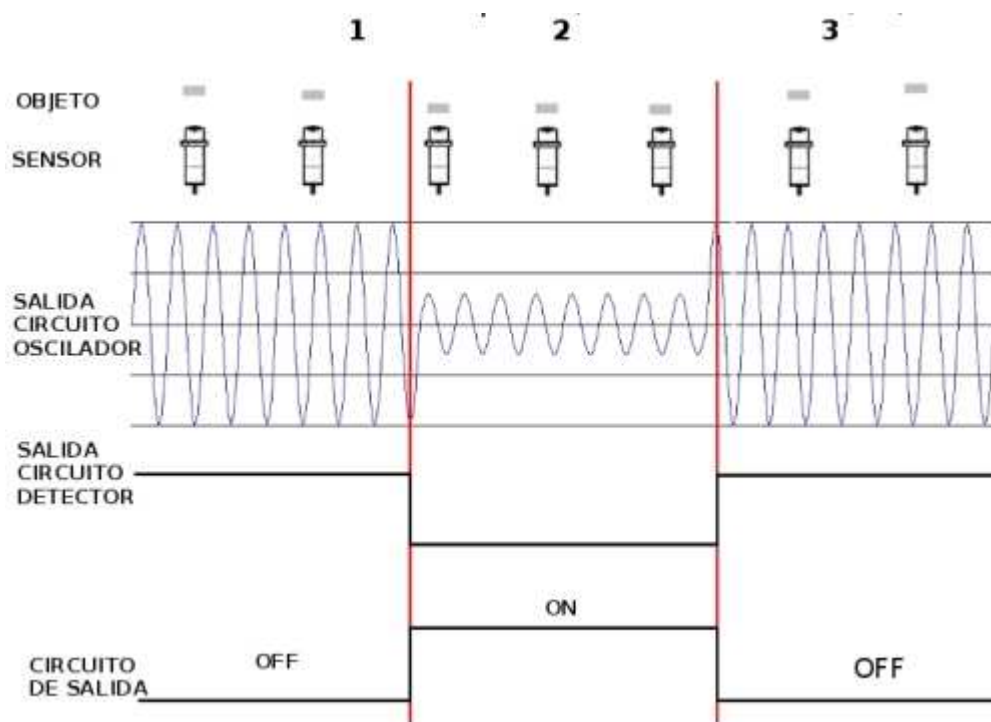 1 2 3
OBJETO
SENSOR
SALIDA
CIRCUITO
OSCILADOR
SALIDA
CIRCUITO
DETECTOR
ON
OFF
OFF
CIRCUITO
DE SALIDA